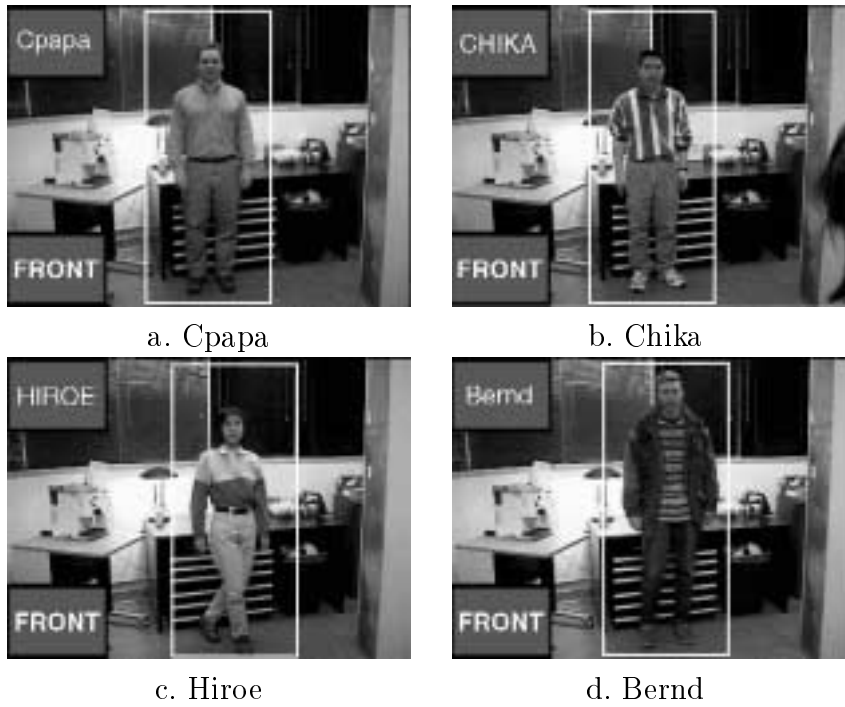 Cpapa
FRONT
a. Cpapa
CHIKA
FRONT
b. Chika
HIROE
FRONT
c. Hiroe
Bernd
FRONT
d. Bernd